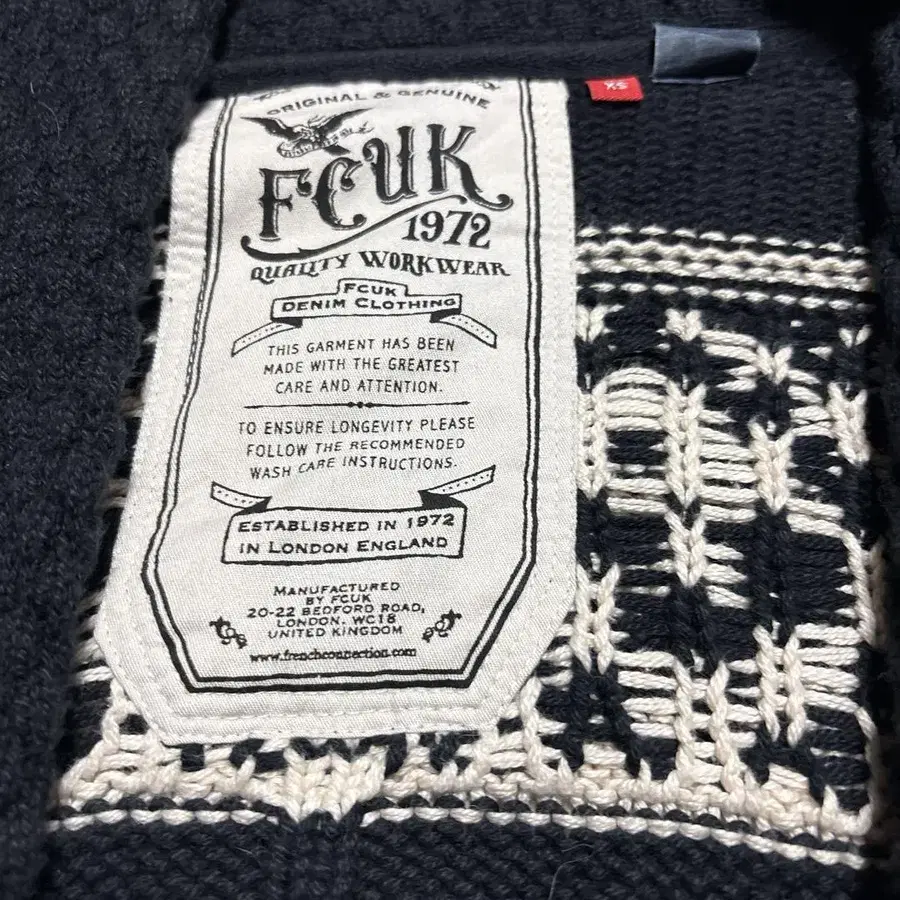 ORIGINAL & GENUINE
FCUK
1972
QUALITY WORKWEAR
FCUK
DENIM CLOTHING
THIS GARMENT HAS BEEN
MADE WITH THE GREATEST
CARE AND ATTENTION.
TO ENSURE LONGEVITY PLEASE
FOLLOW THE RECOMMENDED
WASH CARE INSTRUCTIONS.
ESTABLISHED IN 1972
IN LONDON ENGLAND
MANUFACTURED
BY FCUK
20-22 BEDFORD ROAD,
LONDON. WC18
UNITED KINGDOM
www.frenchconnection.com
XS